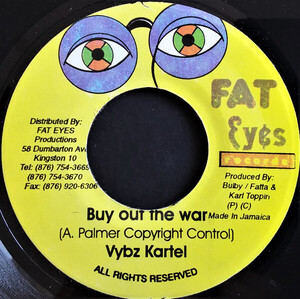 FAT
Eyes
records
Distributed By:
FAT EYES
Productions
58 Dumbarton Ave
Kingston 10
Tel: (876) 754-3669
(876) 754-3670
Fax: (876) 920-6306
Produced By:
Bulby / Fatta &
Karl Toppin
(P) (C)
Made In Jamaica
Buy out the war
(A. Palmer Copyright Control)
Vybz Kartel
ALL RIGHTS RESERVED